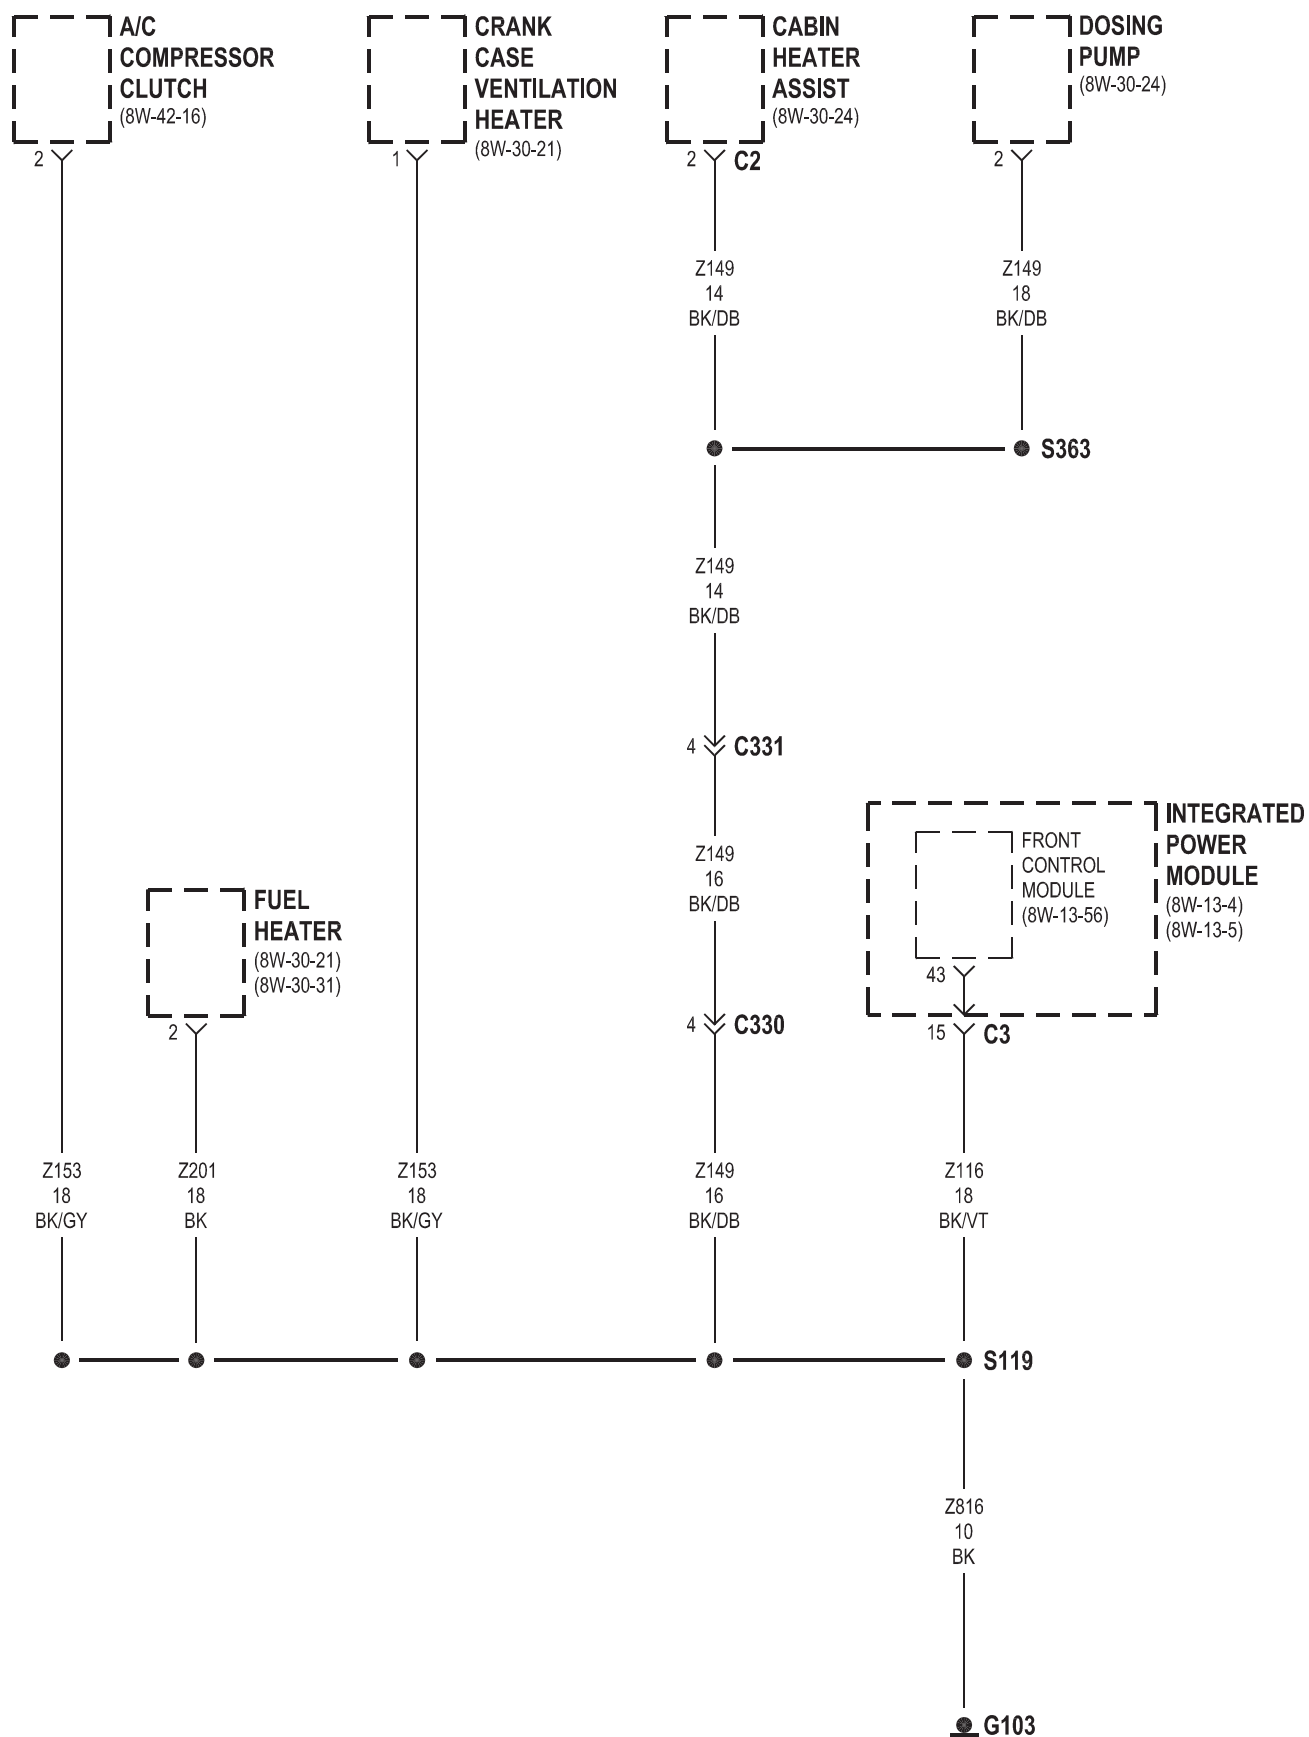 A/C
COMPRESSOR
CLUTCH
(8W-42-16)
2
CRANK
CASE
VENTILATION
HEATER
(8W-30-21)
1
CABIN
HEATER
ASSIST
(8W-30-24)
2
C2
DOSING
PUMP
(8W-30-24)
2
Z149
14
BK/DB
Z149
18
BK/DB
S363
Z149
14
BK/DB
4
C331
Z149
16
BK/DB
4
C330
INTEGRATED
POWER
MODULE
(8W-13-4)
(8W-13-5)
FRONT
CONTROL
MODULE
(8W-13-56)
43
15
C3
FUEL
HEATER
(8W-30-21)
(8W-30-31)
2
Z153
18
BK/GY
Z201
18
BK
Z153
18
BK/GY
Z149
16
BK/DB
Z116
18
BK/VT
S119
Z816
10
BK
G103